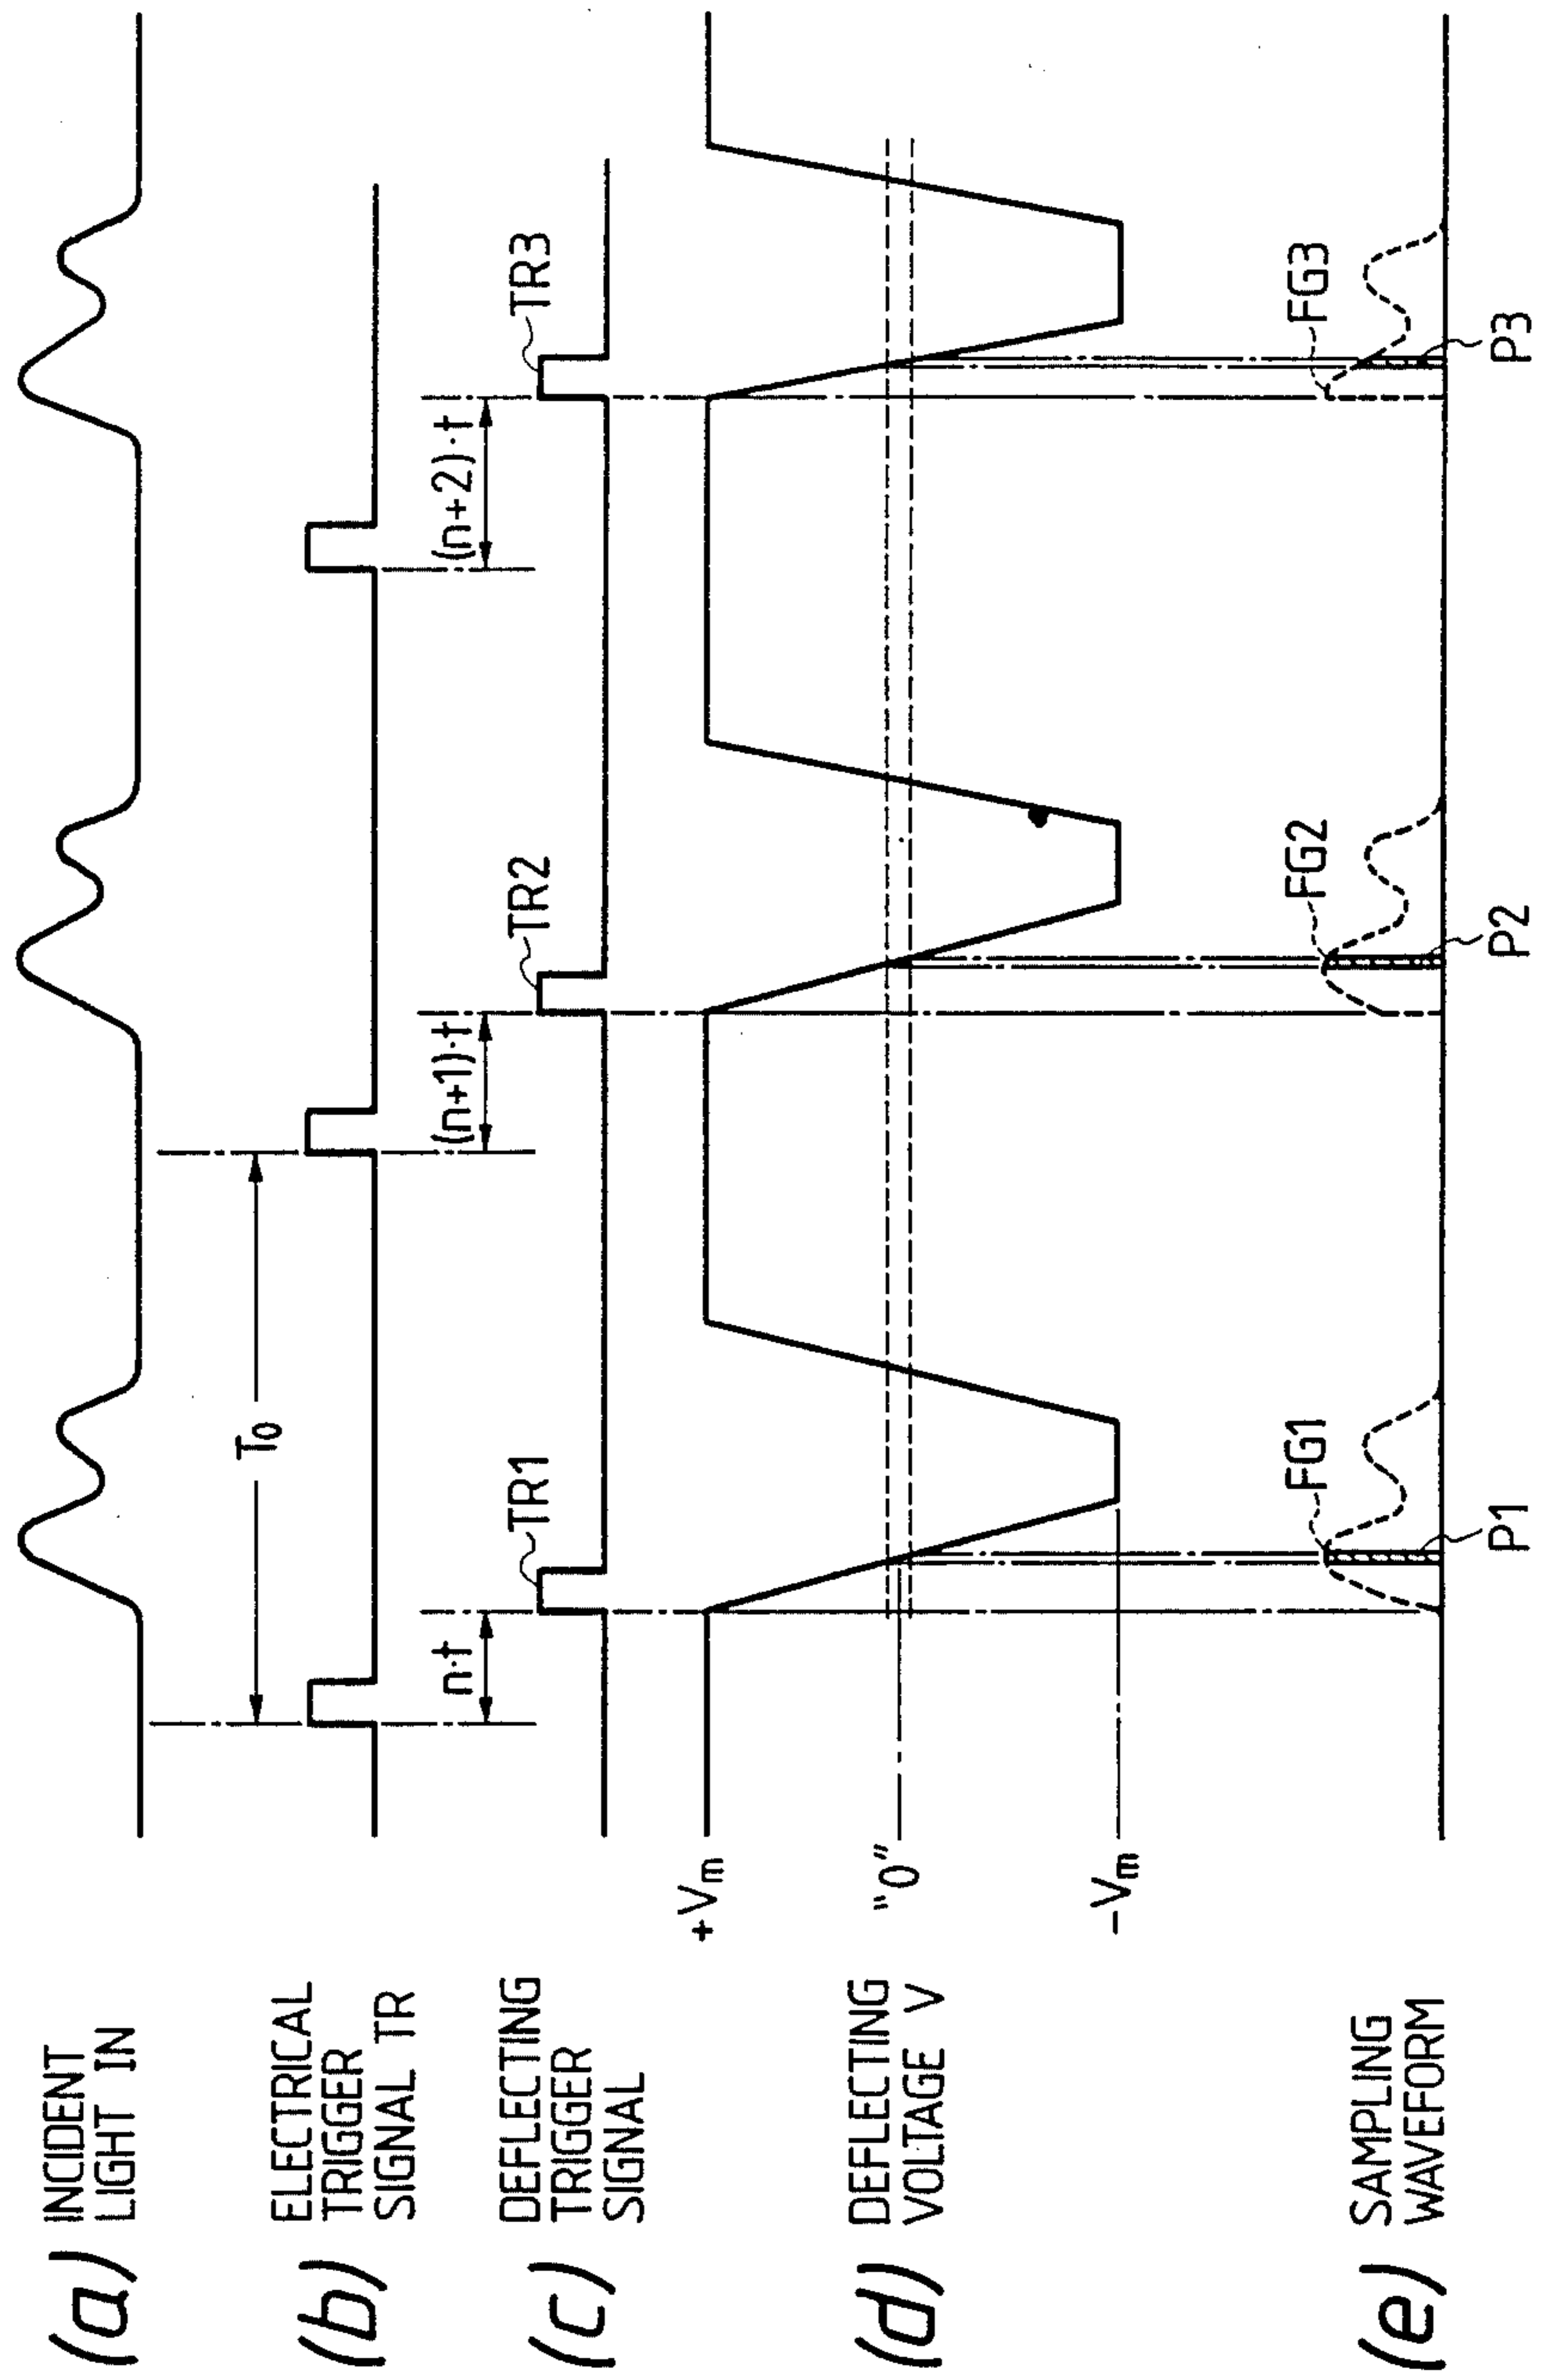 (a) INCIDENT
LIGHT IN
(b) ELECTRICAL
TRIGGER
SIGNAL TR
T₀
(c) DEFLECTING
TRIGGER
SIGNAL
n·t
TR1
(n+1)·t
TR2
(n+2)·t
TR3
(d) DEFLECTING
VOLTAGE V
+Vm
"0"
-Vm
(e) SAMPLING
WAVEFORM
FG1
P1
FG2
P2
FG3
P3